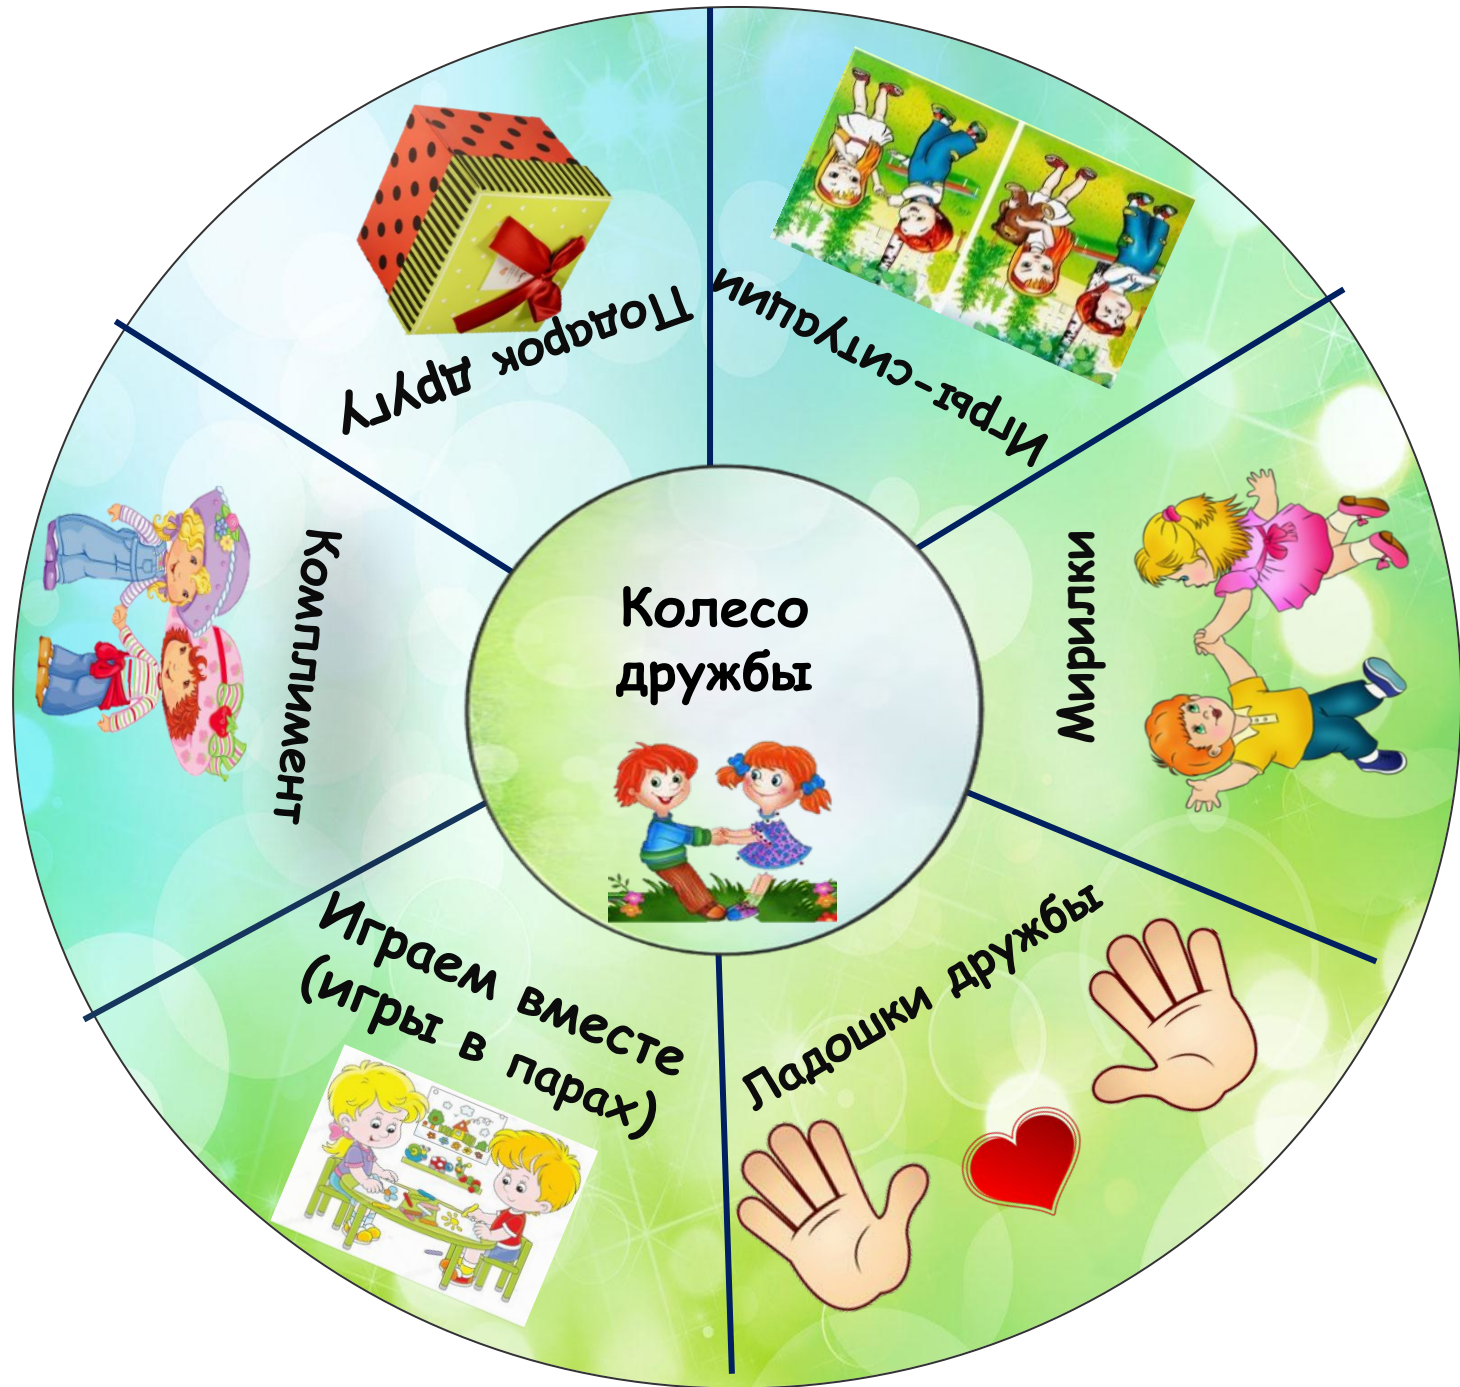 Колесо
дружбы
Игры-ситуации
Мирилки
Ладошки дружбы
Играем вместе
(игры в парах)
Комплимент
Подарок другу